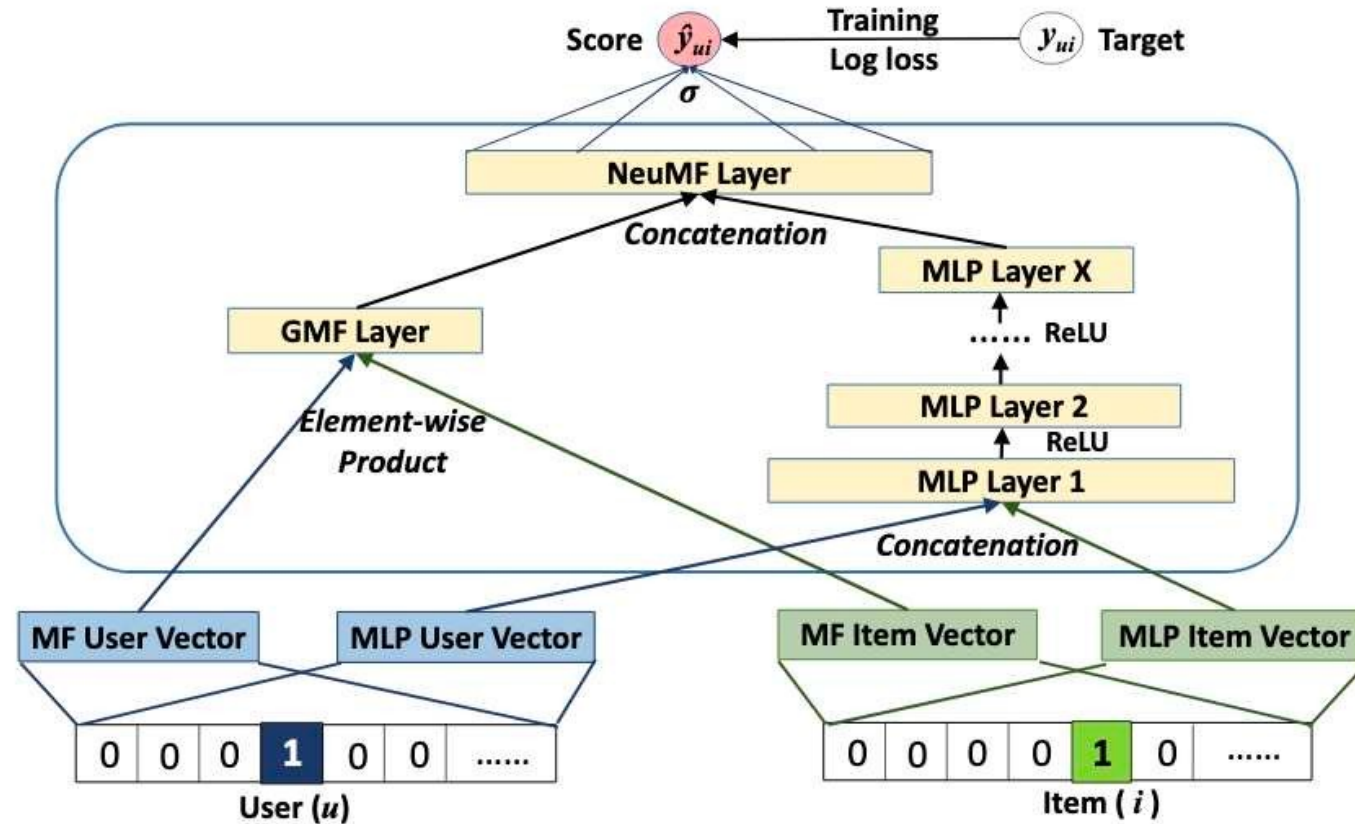 Score ŷui Training yui Target
Log loss
σ
NeuMF Layer
Concatenation
MLP Layer X
GMF Layer
...... ReLU
Element-wise
Product
MLP Layer 2
ReLU
MLP Layer 1
Concatenation
MF User Vector MLP User Vector MF Item Vector MLP Item Vector
0 0 0 1 0 0 ...... 0 0 0 0 1 0 ......
User (u) Item ( i )